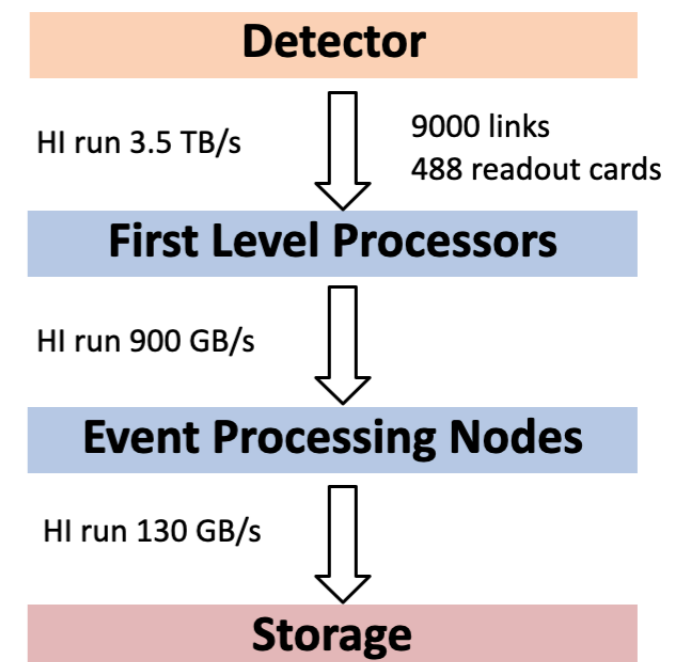 Detector
HI run 3.5 TB/s
9000 links
488 readout cards
First Level Processors
HI run 900 GB/s
Event Processing Nodes
HI run 130 GB/s
Storage